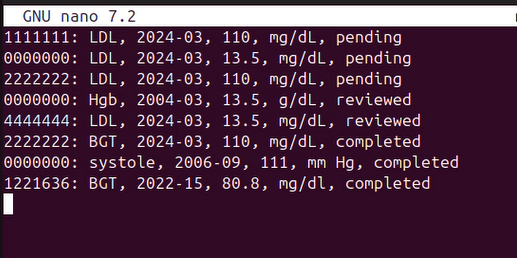 GNU nano 7.2
1111111: LDL, 2024-03, 110, mg/dL, pending
0000000: LDL, 2024-03, 13.5, mg/dL, pending
2222222: LDL, 2024-03, 110, mg/dL, pending
0000000: Hgb, 2004-03, 13.5, g/dL, reviewed
4444444: LDL, 2024-03, 13.5, mg/dL, reviewed
2222222: BGT, 2024-03, 110, mg/dL, completed
0000000: systole, 2006-09, 111, mm Hg, completed
1221636: BGT, 2022-15, 80.8, mg/dl, completed